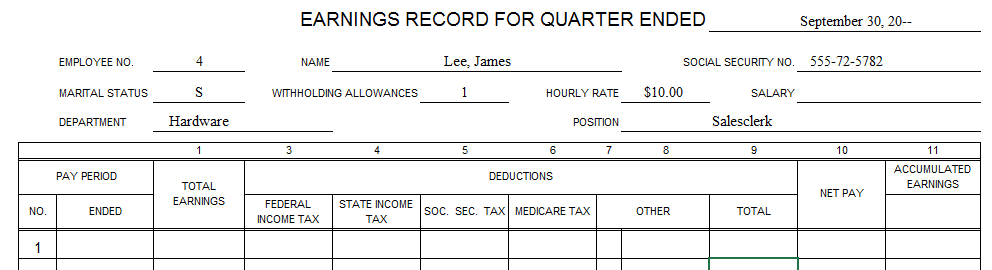 EARNINGS RECORD FOR QUARTER ENDED September 30, 20--
EMPLOYEE NO. 4 NAME Lee, James SOCIAL SECURITY NO. 555-72-5782
MARITAL STATUS S WITHHOLDING ALLOWANCES 1 HOURLY RATE $10.00 SALARY
DEPARTMENT Hardware POSITION Salesclerk
1 3 4 5 6 7 8 9 10 11
PAY PERIOD
TOTAL
EARNINGS
DEDUCTIONS
NET PAY
ACCUMULATED
EARNINGS
NO. ENDED
FEDERAL
INCOME TAX
STATE INCOME
TAX
SOC. SEC. TAX
MEDICARE TAX
OTHER
TOTAL
1